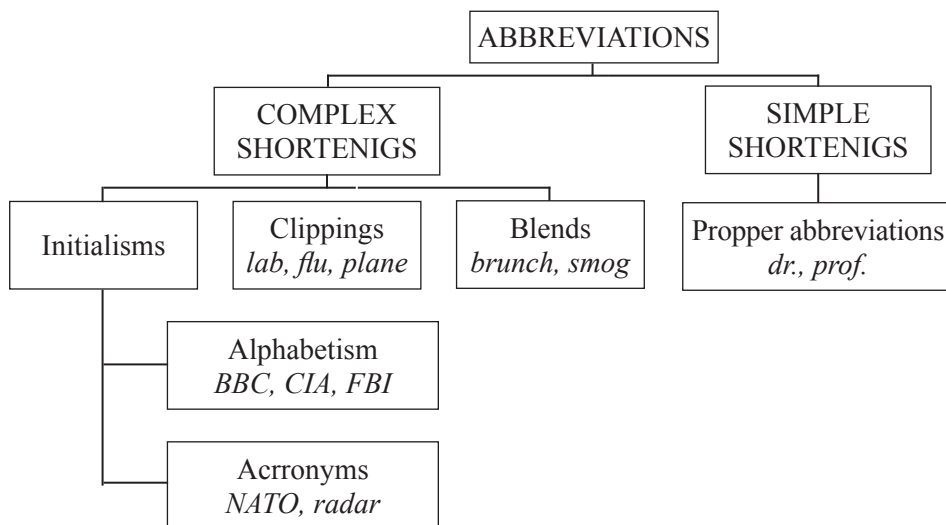 ABBREVIATIONS
COMPLEX
SHORTENIGS
SIMPLE
SHORTENIGS
Initialisms
Clippings
lab, flu, plane
Blends
brunch, smog
Propper abbreviations
dr., prof.
Alphabetism
BBC, CIA, FBI
Acrronyms
NATO, radar